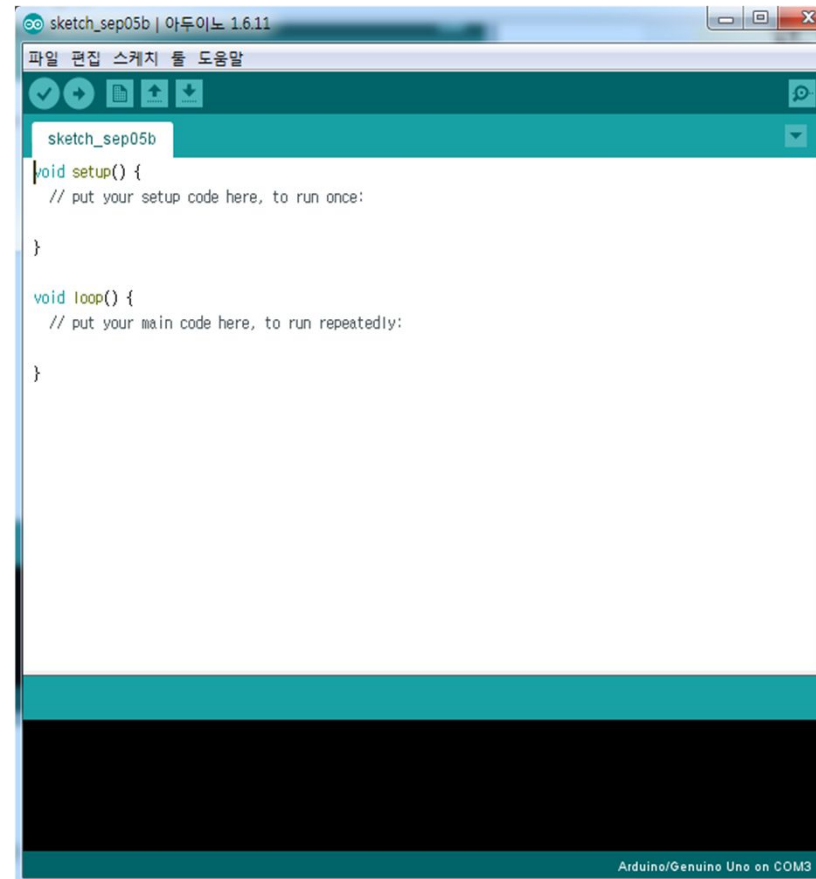 sketch_sep05b | 아두이노 1.6.11
파일 편집 스케치 툴 도움말
sketch_sep05b
void setup() {
  // put your setup code here, to run once:
}
void loop() {
  // put your main code here, to run repeatedly:
}
Arduino/Genuino Uno on COM3